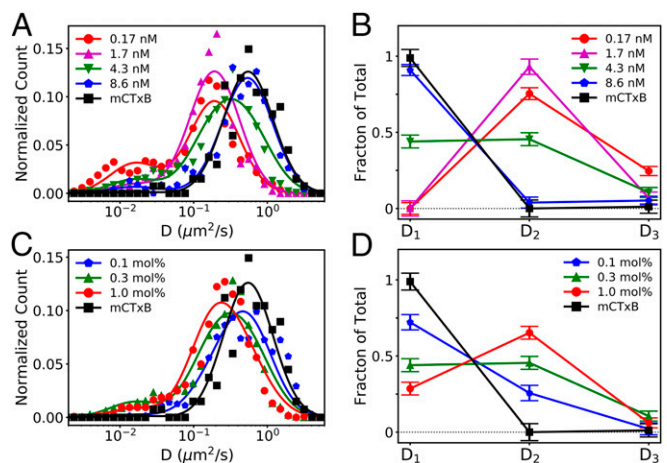 A
0.15
0.10
0.05
0.00
Normalized Count
0.17 nM
1.7 nM
4.3 nM
8.6 nM
mCTxB
10⁻² 10⁻¹ 10⁰
D (μm²/s)
B
1
0.5
0
Fracton of Total
0.17 nM
1.7 nM
4.3 nM
8.6 nM
mCTxB
D₁ D₂ D₃
C
0.15
0.10
0.05
0.00
Normalized Count
0.1 mol%
0.3 mol%
1.0 mol%
mCTxB
10⁻² 10⁻¹ 10⁰
D (μm²/s)
D
1
0.5
0
Fracton of Total
0.1 mol%
0.3 mol%
1.0 mol%
mCTxB
D₁ D₂ D₃